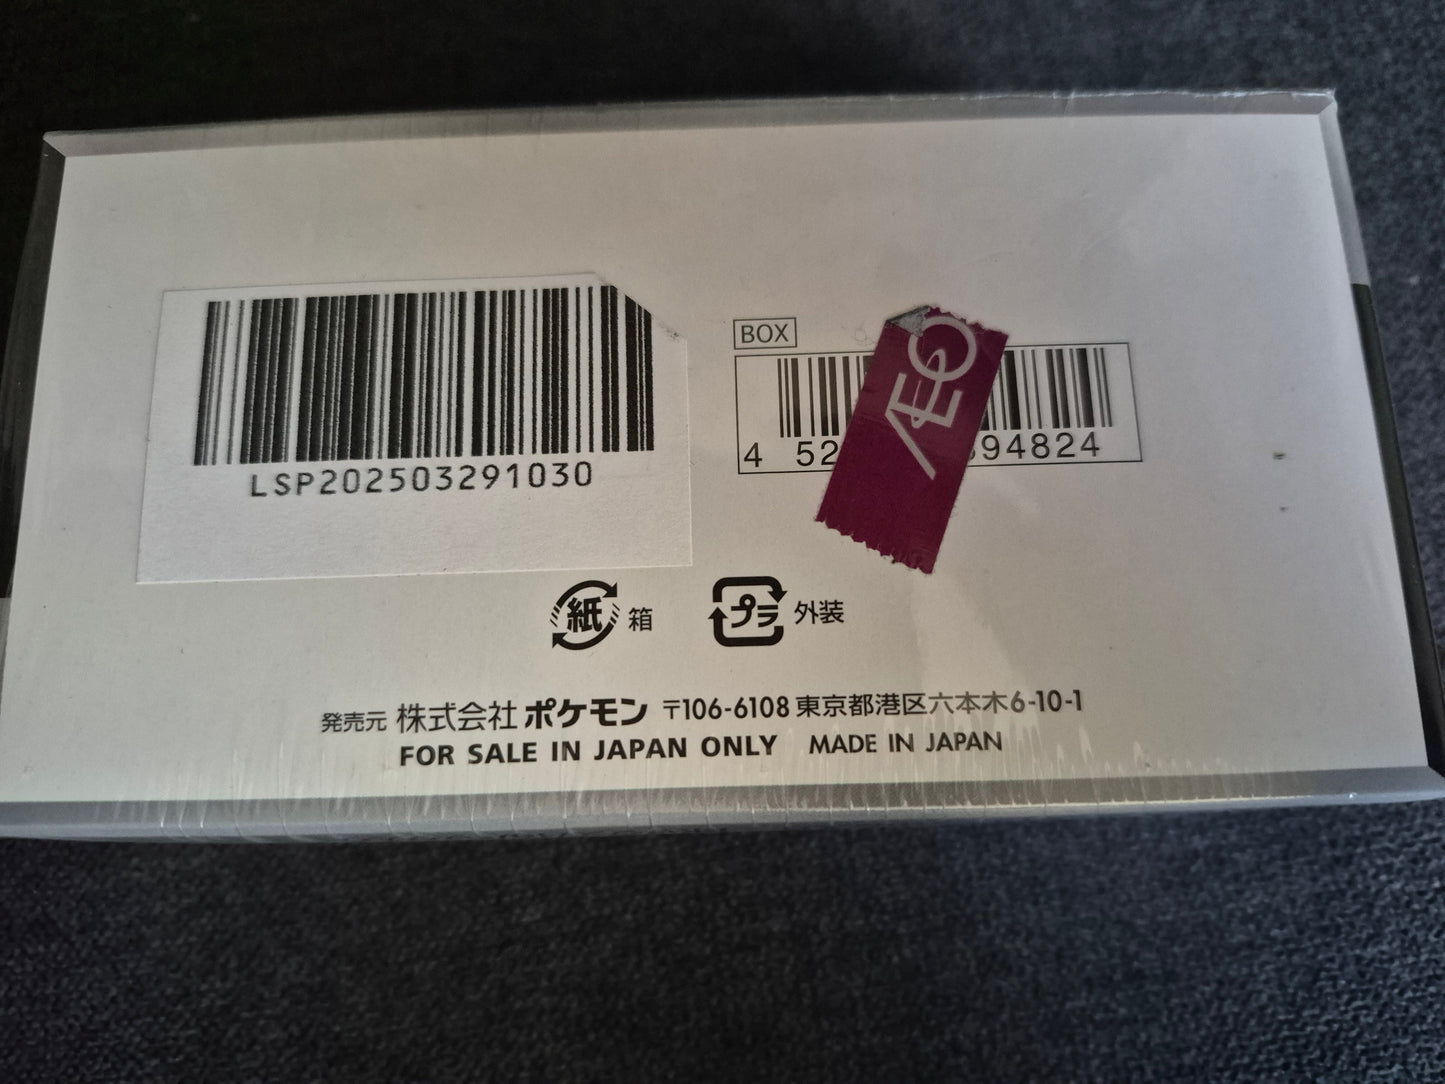 LSP202503291030
BOX
4 52 94824
ÆO
紙 箱
プラ 外装
発売元 株式会社ポケモン 〒106-6108 東京都港区六本木6-10-1
FOR SALE IN JAPAN ONLY MADE IN JAPAN